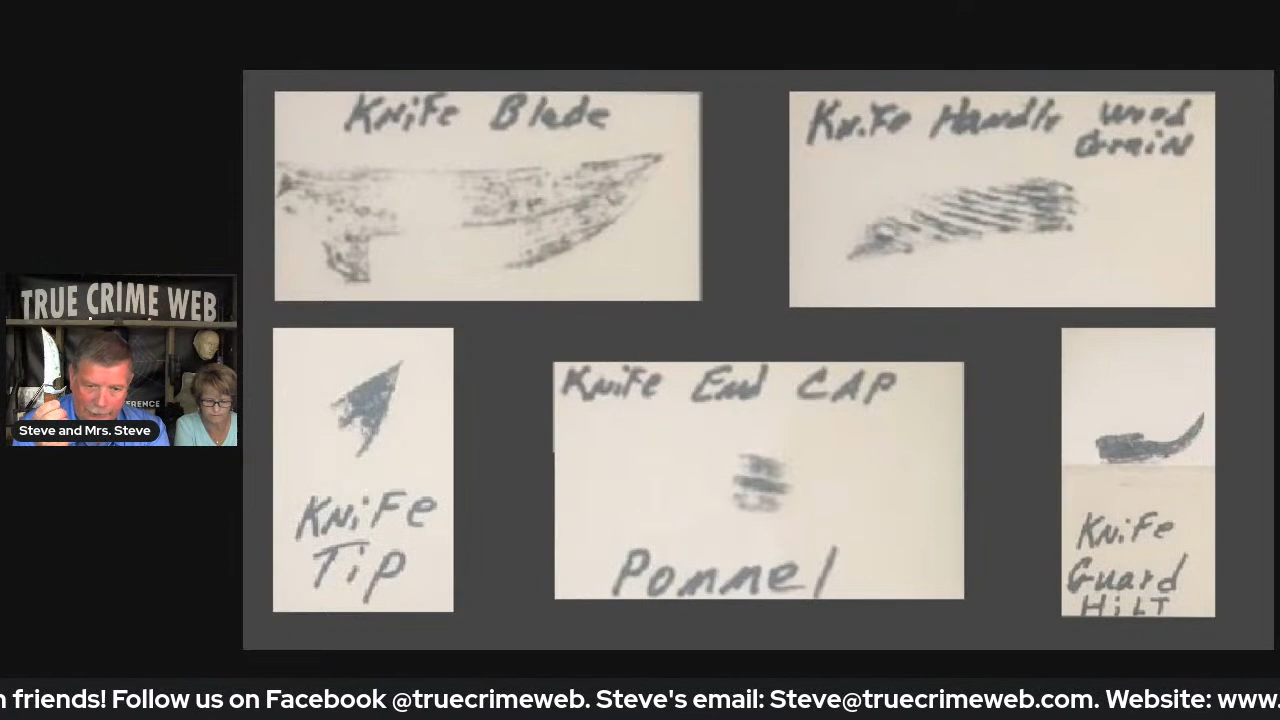 Knife Blade
Knife Handle Wood
Grain
TRUE CRIME WEB
ERENCE
Steve and Mrs. Steve
Knife
Tip
Knife End CAP
Pommel
Knife
Guard
HiLT
n friends! Follow us on Facebook @truecrimeweb. Steve's email: Steve@truecrimeweb.com. Website: www.